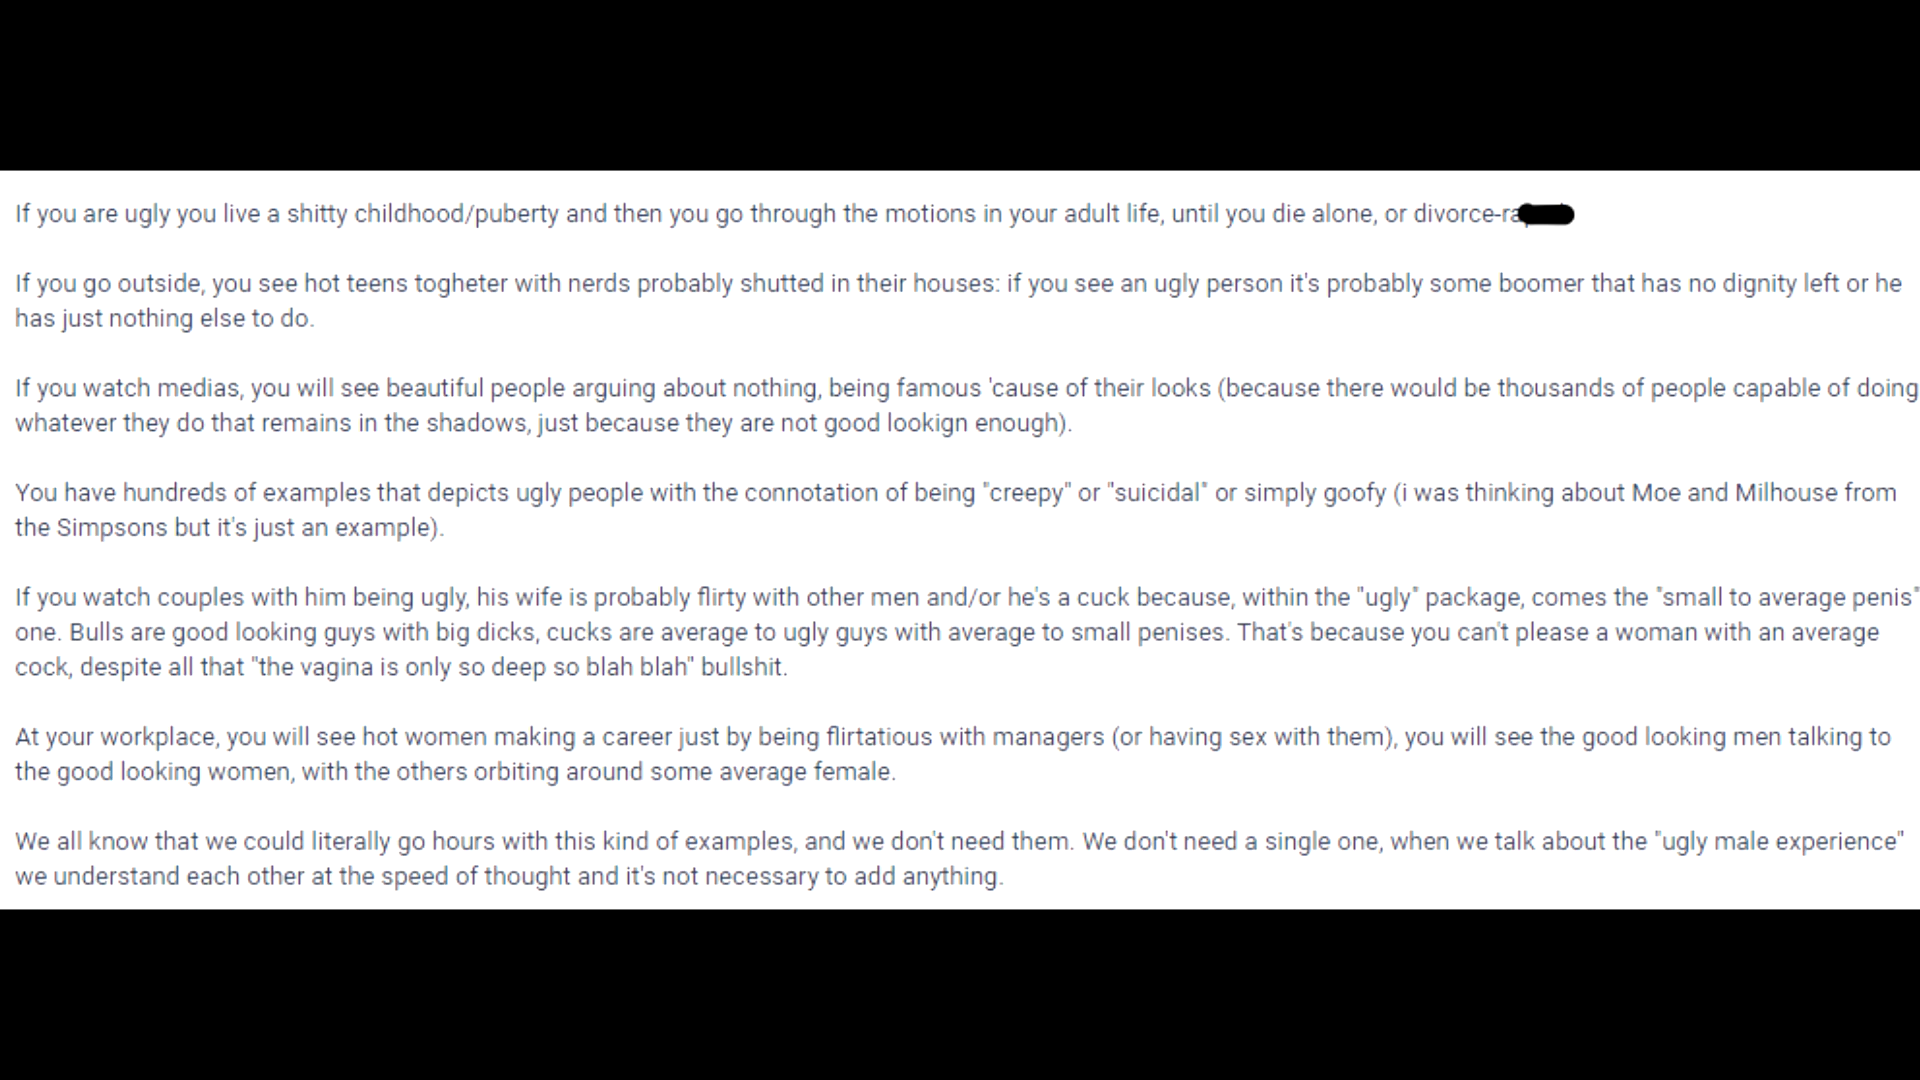 If you are ugly you live a shitty childhood/puberty and then you go through the motions in your adult life, until you die alone, or
If you go outside, you see hot teens togheter with nerds probably shutted in their houses: if you see an ugly person it's probably some boomer that has no dignity left or he
has just nothing else to do.
If you watch medias, you will see beautiful people arguing about nothing, being famous 'cause of their looks (because there would be thousands of people capable of doing
whatever they do that remains in the shadows, just because they are not good lookign enough).
You have hundreds of examples that depicts ugly people with the connotation of being "creepy" or "suicidal" or simply goofy (i was thinking about Moe and Milhouse from
the Simpsons but it's just an example).
If you watch couples with him being ugly, his wife is probably flirty with other men and/or he's a cuck because, within the "ugly" package, comes the "small to average penis"
one. Bulls are good looking guys with big dicks, cucks are average to ugly guys with average to small penises. That's because you can't please a woman with an average
cock, despite all that "the vagina is only so deep so blah blah" bullshit.
At your workplace, you will see hot women making a career just by being flirtatious with managers (or having sex with them), you will see the good looking men talking to
the good looking women, with the others orbiting around some average female.
We all know that we could literally go hours with this kind of examples, and we don't need them. We don't need a single one, when we talk about the "ugly male experience"
we understand each other at the speed of thought and it's not necessary to add anything.